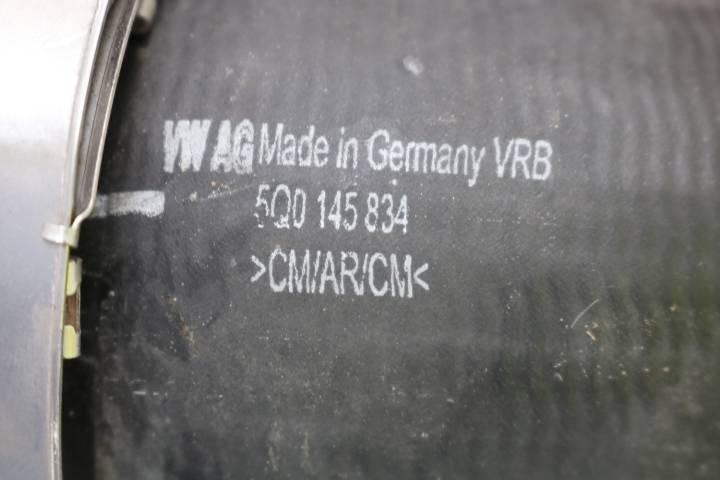 VW AG Made in Germany VRB
5Q0 145 834
>CM/AR/CM<